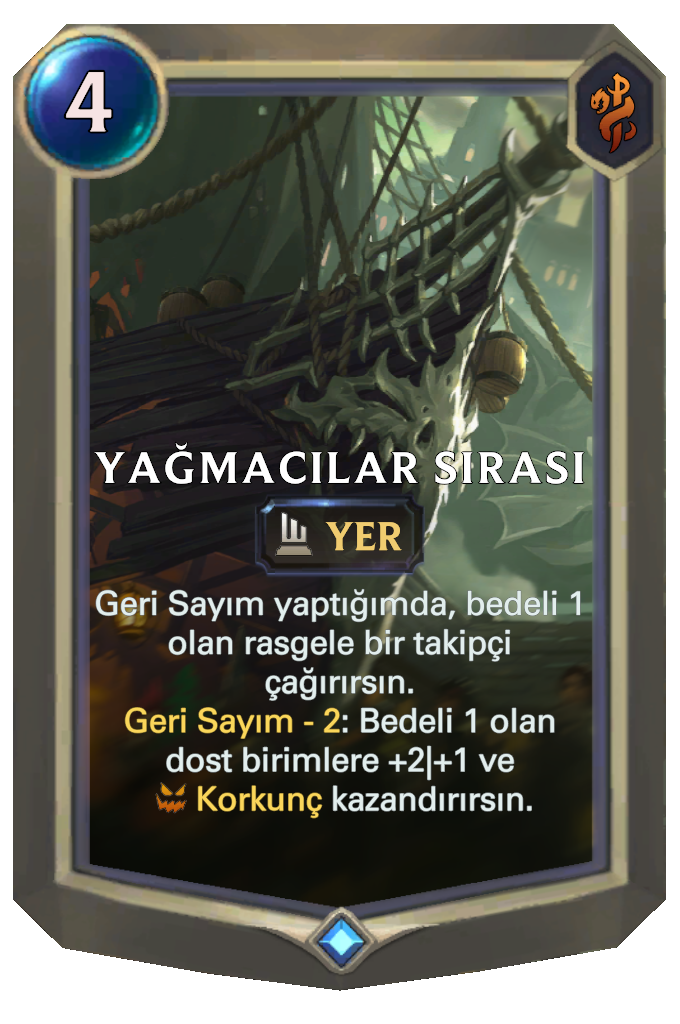 4
YAĞMACILAR SIRASI
YER
Geri Sayım yaptığımda, bedeli 1
olan rasgele bir takipçi
çağırırsın.
Geri Sayım - 2: Bedeli 1 olan
dost birimlere +2|+1 ve
Korkunç kazandırırsın.